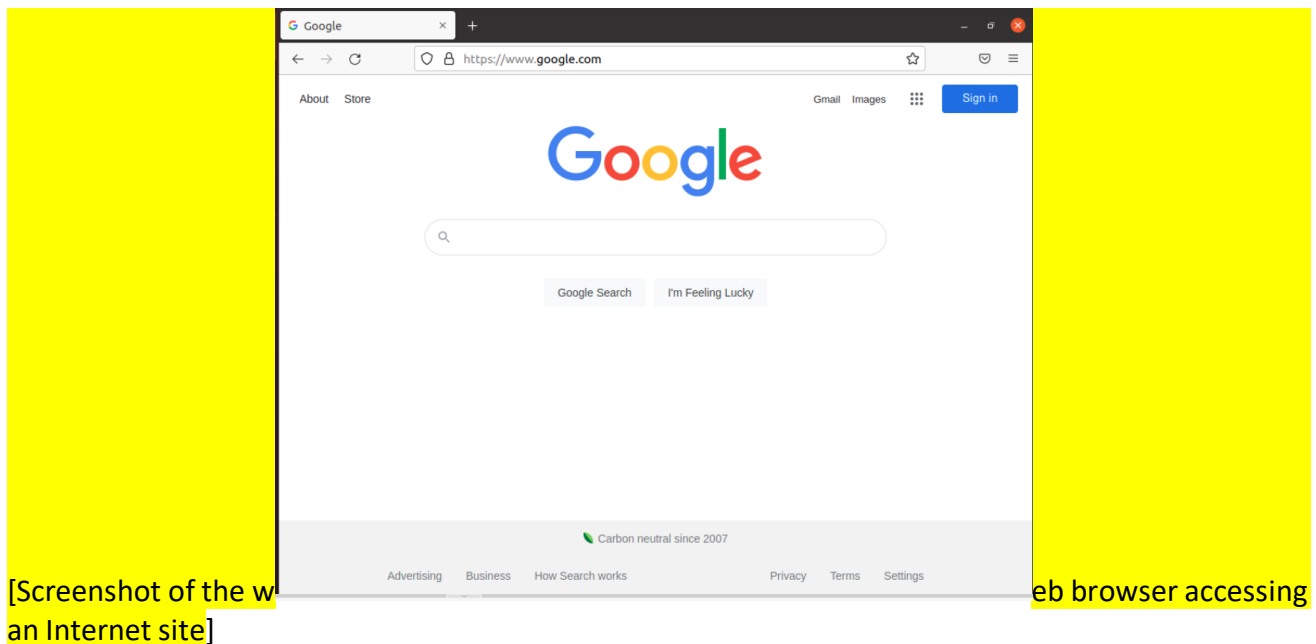 Google
https://www.google.com
About Store Gmail Images Sign in
Google
Google Search I'm Feeling Lucky
Carbon neutral since 2007
Advertising Business How Search works Privacy Terms Settings
[Screenshot of the w eb browser accessing
an Internet site]